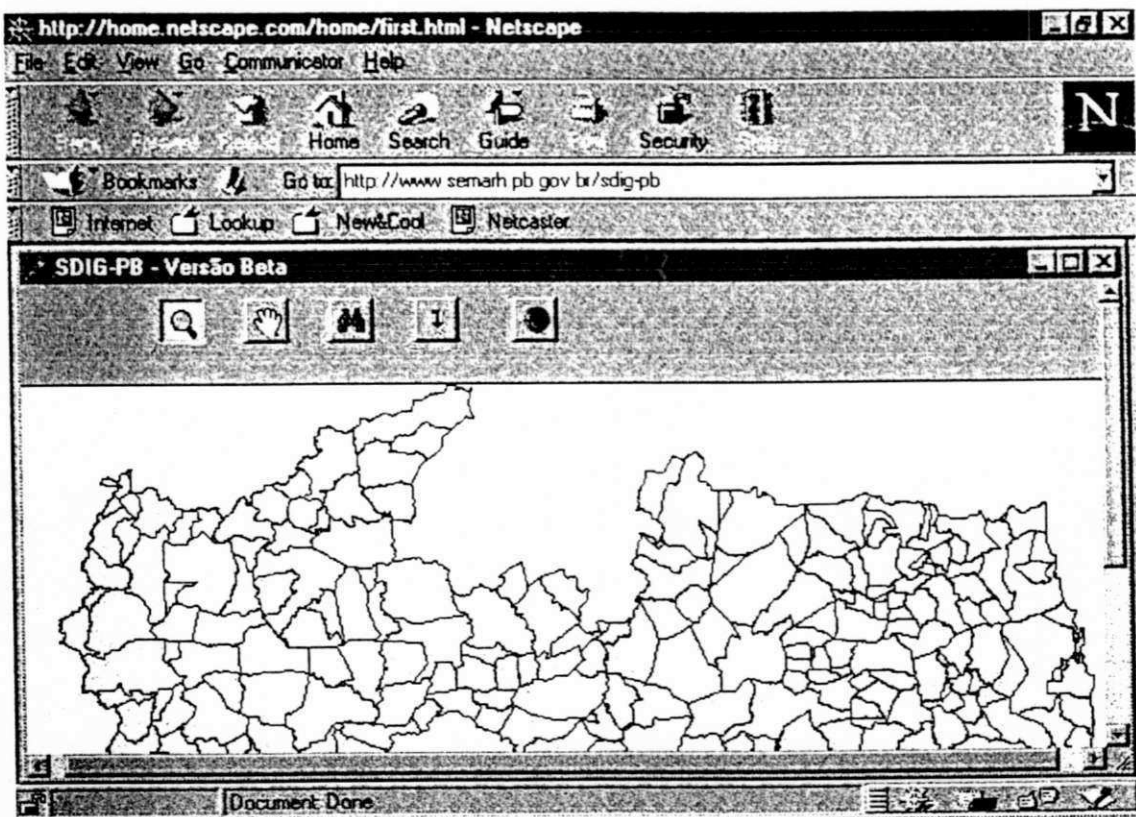 http://home.netscape.com/home/first.html - Netscape
File Edit View Go Communicator Help
Home Search Guide Security
N
Bookmarks Go to: http://www semarh pb gov br/sdig-pb
Internet Lookup New&Cool Netcaster
SDIG-PB - Versão Beta
Document: Done